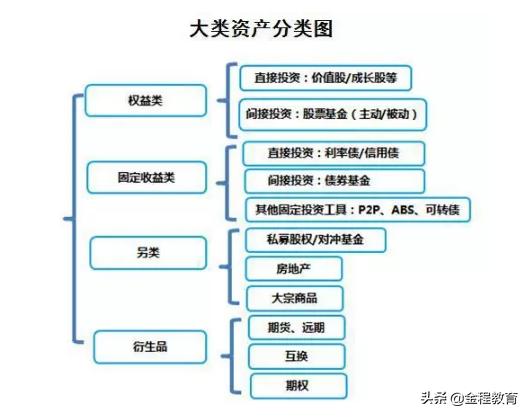 大类资产分类图
权益类
直接投资：价值股/成长股等
间接投资：股票基金（主动/被动）
固定收益类
直接投资：利率债/信用债
间接投资：债券基金
其他固定投资工具：P2P、ABS、可转债
另类
私募股权/对冲基金
房地产
大宗商品
衍生品
期货、远期
互换
期权
头条 @金程教育